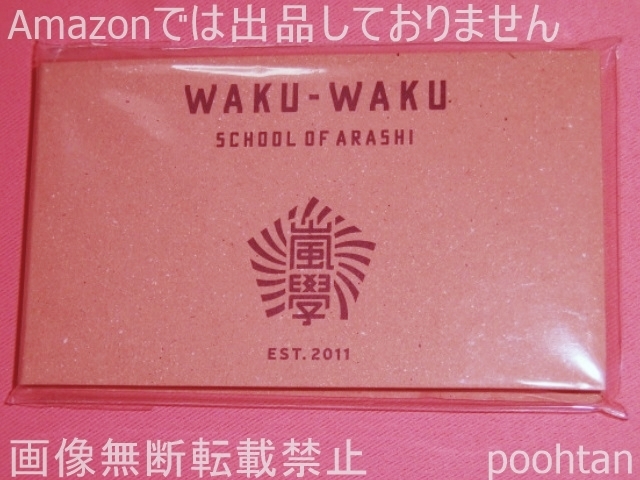 Amazonでは出品しておりません
WAKU-WAKU
SCHOOL OF ARASHI
嵐
學
EST. 2011
画像無断転載禁止
poohtan